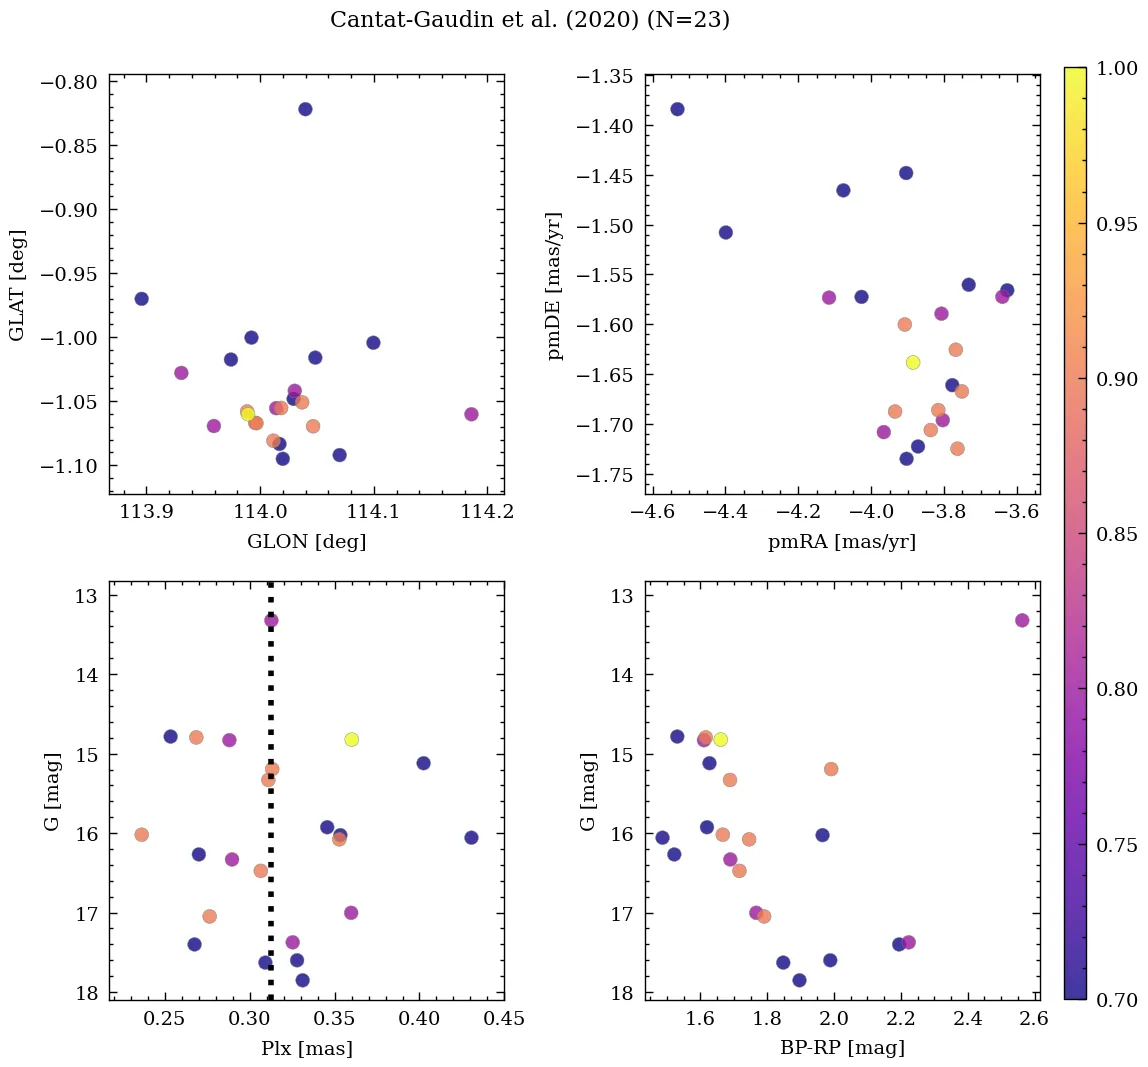 Cantat-Gaudin et al. (2020) (N=23)
−0.80
−0.85
−0.90
−0.95
−1.00
−1.05
−1.10
GLAT [deg]
113.9 114.0 114.1 114.2
GLON [deg]
−1.35
−1.40
−1.45
−1.50
−1.55
−1.60
−1.65
−1.70
−1.75
pmDE [mas/yr]
−4.6 −4.4 −4.2 −4.0 −3.8 −3.6
pmRA [mas/yr]
13
14
15
16
17
18
G [mag]
0.25 0.30 0.35 0.40 0.45
Plx [mas]
13
14
15
16
17
18
G [mag]
1.6 1.8 2.0 2.2 2.4 2.6
BP-RP [mag]
1.00
0.95
0.90
0.85
0.80
0.75
0.70